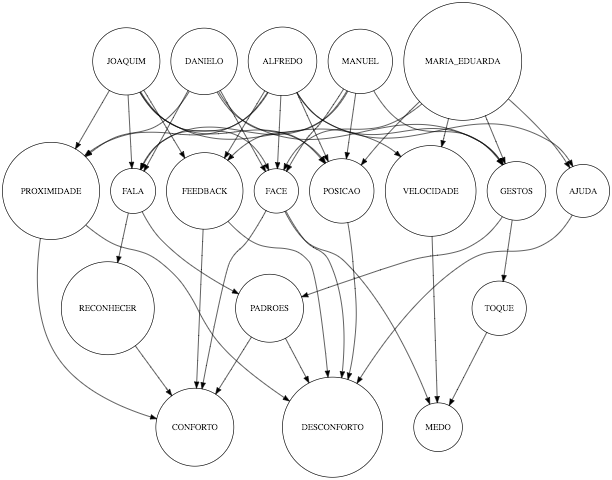 JOAQUIM
DANIELO
ALFREDO
MANUEL
MARIA_EDUARDA
PROXIMIDADE
FALA
FEEDBACK
FACE
POSICAO
VELOCIDADE
GESTOS
AJUDA
RECONHECER
PADROES
TOQUE
CONFORTO
DESCONFORTO
MEDO